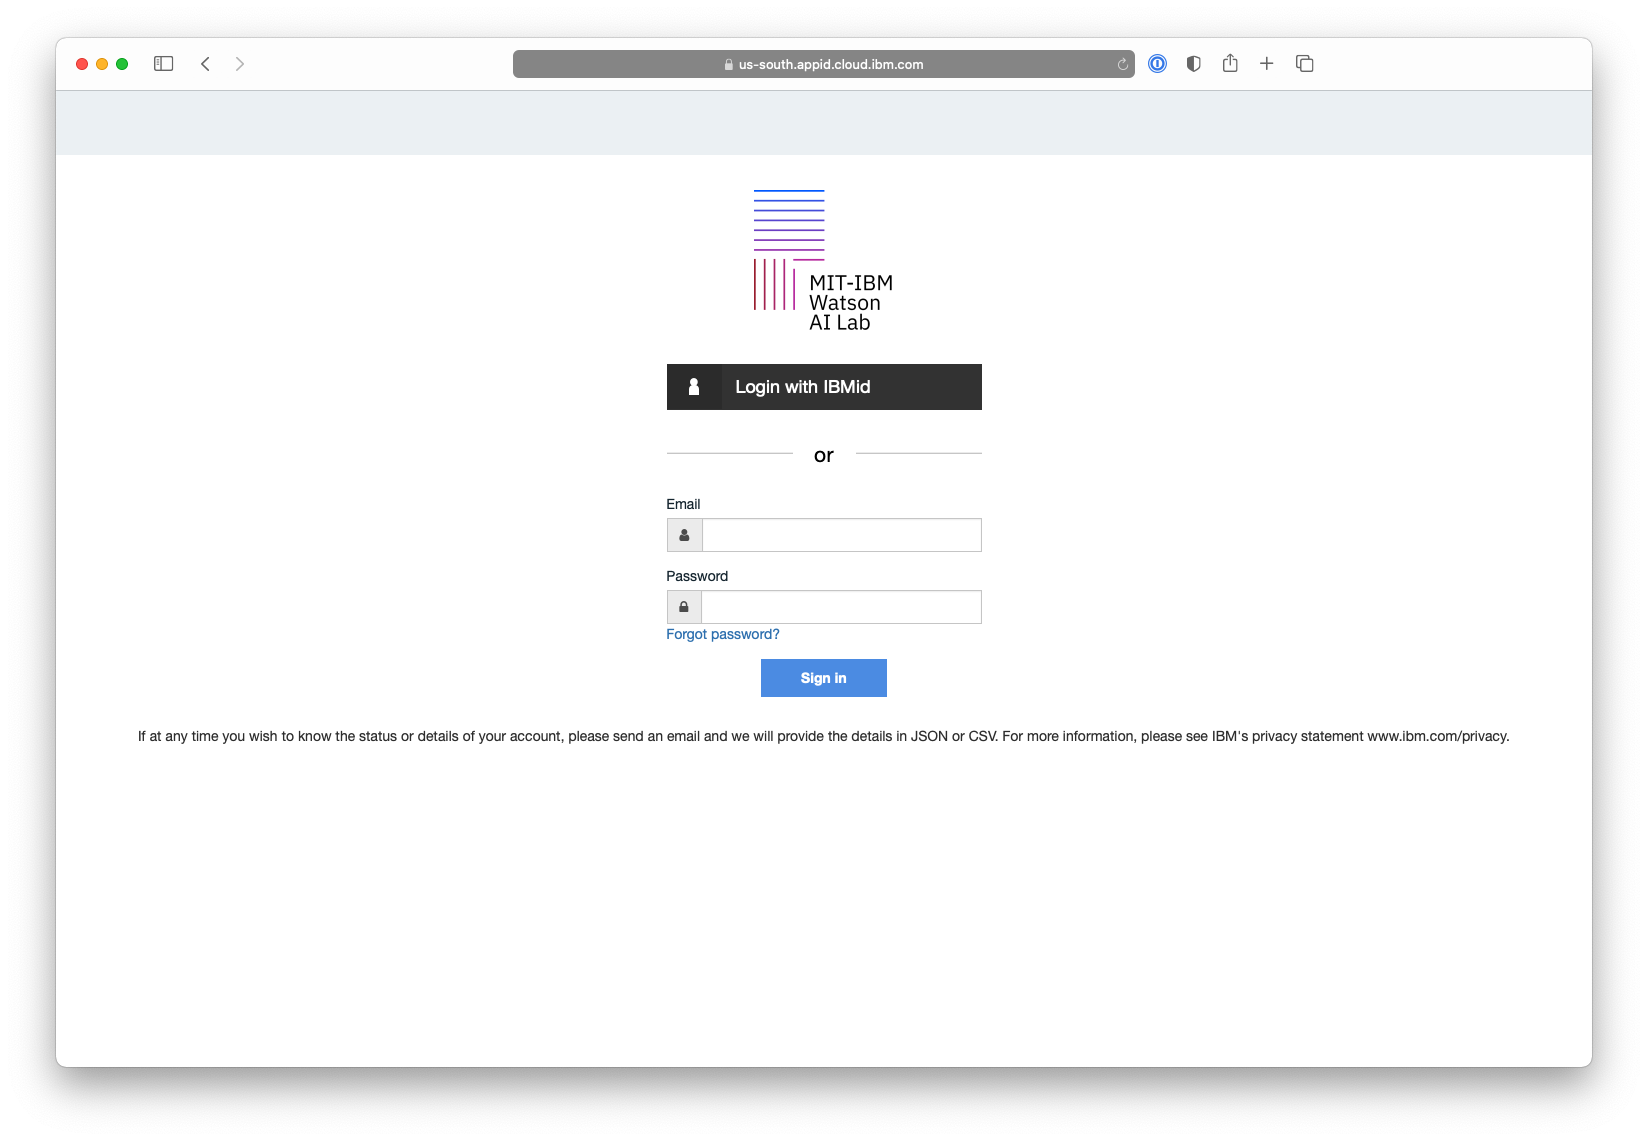 us-south.appid.cloud.ibm.com
MIT-IBM
Watson
AI Lab
Login with IBMid
or
Email
Password
Forgot password?
Sign in
If at any time you wish to know the status or details of your account, please send an email and we will provide the details in JSON or CSV. For more information, please see IBM's privacy statement www.ibm.com/privacy.